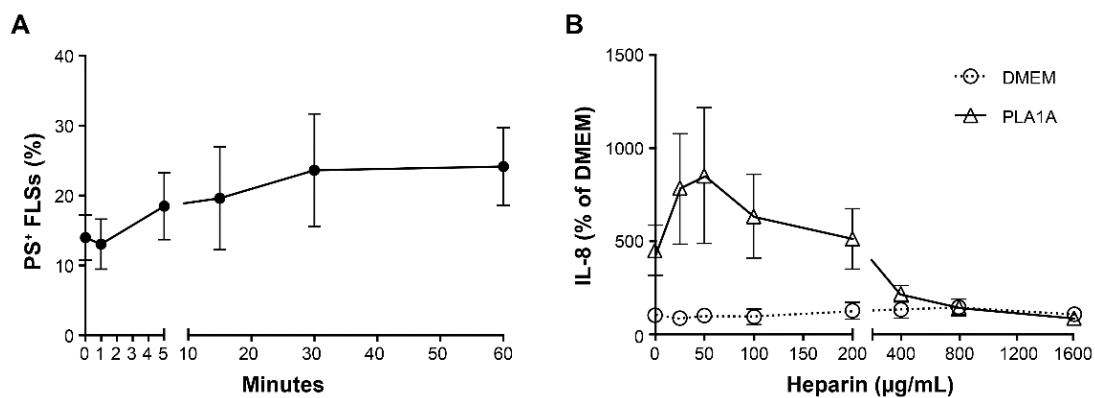 A
PS⁺ FLSs (%)
40
30
20
10
0
0 1 2 3 4 5 10 20 30 40 50 60
Minutes
B
IL-8 (% of DMEM)
1500
1000
500
0
0 50 100 150 200 400 800 1200 1600
Heparin (µg/mL)
DMEM
PLA1A